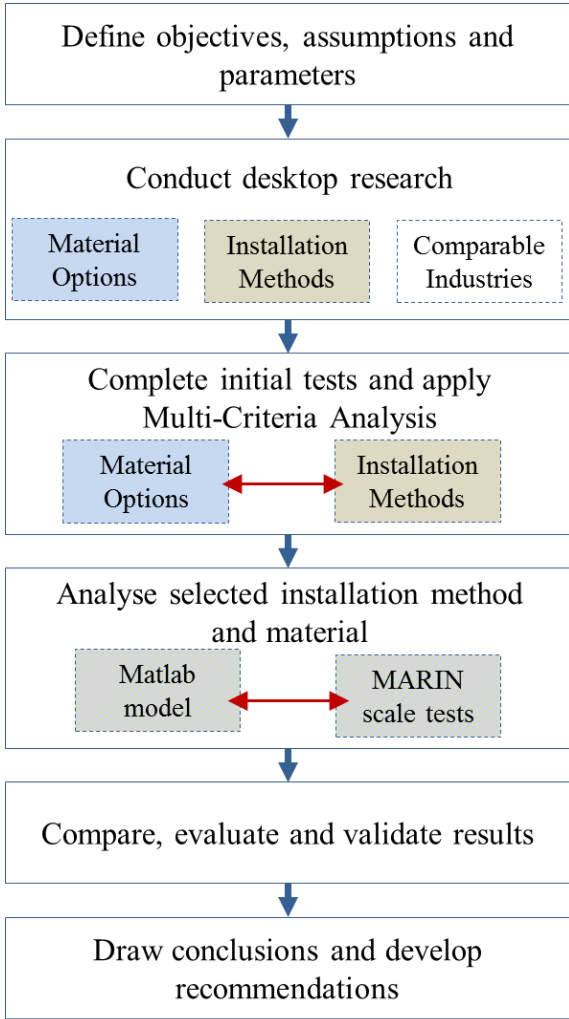 Define objectives, assumptions and
parameters
Conduct desktop research
Material
Options
Installation
Methods
Comparable
Industries
Complete initial tests and apply
Multi-Criteria Analysis
Material
Options
Installation
Methods
Analyse selected installation method
and material
Matlab
model
MARIN
scale tests
Compare, evaluate and validate results
Draw conclusions and develop
recommendations